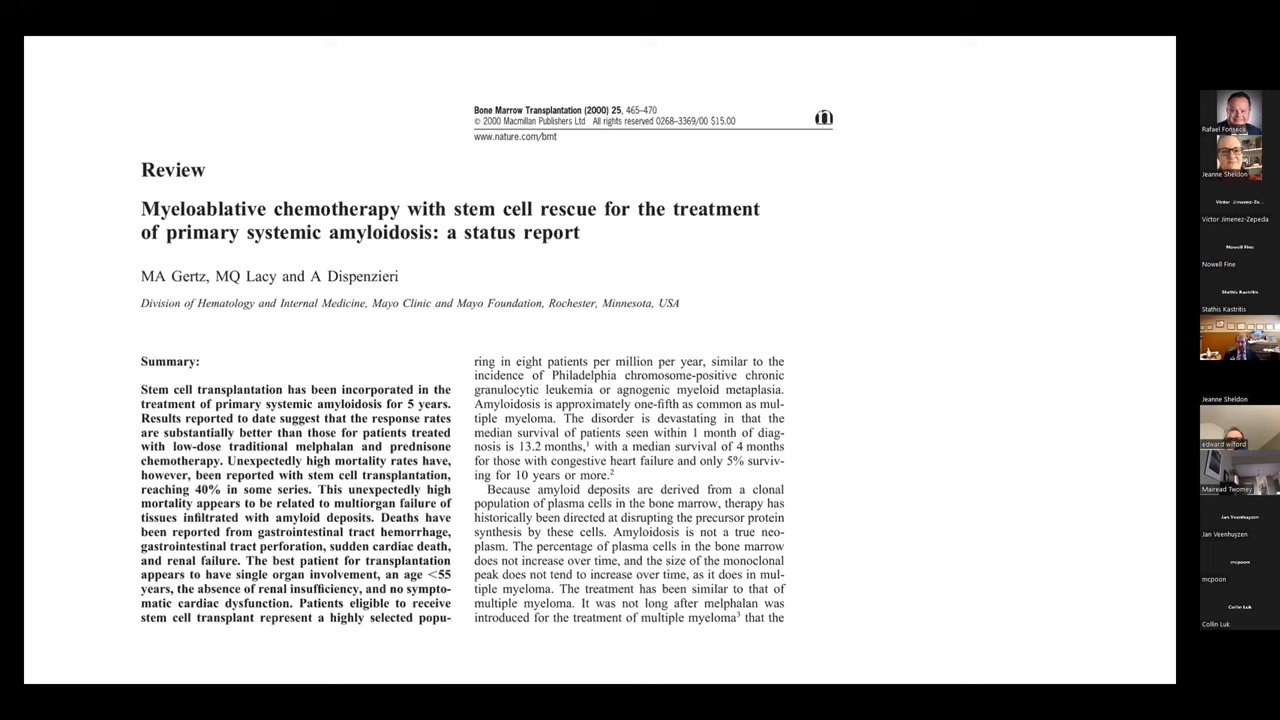 Bone Marrow Transplantation (2000) 25, 465–470
© 2000 Macmillan Publishers Ltd All rights reserved 0268–3369/00 $15.00
www.nature.com/bmt
Review
Myeloablative chemotherapy with stem cell rescue for the treatment
of primary systemic amyloidosis: a status report
MA Gertz, MQ Lacy and A Dispenzieri
Division of Hematology and Internal Medicine, Mayo Clinic and Mayo Foundation, Rochester, Minnesota, USA
Summary:
Stem cell transplantation has been incorporated in the
treatment of primary systemic amyloidosis for 5 years.
Results reported to date suggest that the response rates
are substantially better than those for patients treated
with low-dose traditional melphalan and prednisone
chemotherapy. Unexpectedly high mortality rates have,
however, been reported with stem cell transplantation,
reaching 40% in some series. This unexpectedly high
mortality appears to be related to multiorgan failure of
tissues infiltrated with amyloid deposits. Deaths have
been reported from gastrointestinal tract hemorrhage,
gastrointestinal tract perforation, sudden cardiac death,
and renal failure. The best patient for transplantation
appears to have single organ involvement, an age <55
years, the absence of renal insufficiency, and no sympto-
matic cardiac dysfunction. Patients eligible to receive
stem cell transplant represent a highly selected popu-
ring in eight patients per million per year, similar to the
incidence of Philadelphia chromosome-positive chronic
granulocytic leukemia or agnogenic myeloid metaplasia.
Amyloidosis is approximately one-fifth as common as mul-
tiple myeloma. The disorder is devastating in that the
median survival of patients seen within 1 month of diag-
nosis is 13.2 months,1 with a median survival of 4 months
for those with congestive heart failure and only 5% surviv-
ing for 10 years or more.2
Because amyloid deposits are derived from a clonal
population of plasma cells in the bone marrow, therapy has
historically been directed at disrupting the precursor protein
synthesis by these cells. Amyloidosis is not a true neo-
plasm. The percentage of plasma cells in the bone marrow
does not increase over time, and the size of the monoclonal
peak does not tend to increase over time, as it does in mul-
tiple myeloma. The treatment has been similar to that of
multiple myeloma. It was not long after melphalan was
introduced for the treatment of multiple myeloma3 that the
Rafael Fonseca
Jeanne Sheldon
Victor Jimenez-Ze...
Victor Jimenez-Zepeda
Nowell Fine
Nowell Fine
Stathis Kastritis
Stathis Kastritis
Jeanne Sheldon
edward wilford
Mairead Twomey
Jan Veenhuyzen
Jan Veenhuyzen
mcpoon
mcpoon
Collin Luk
Collin Luk